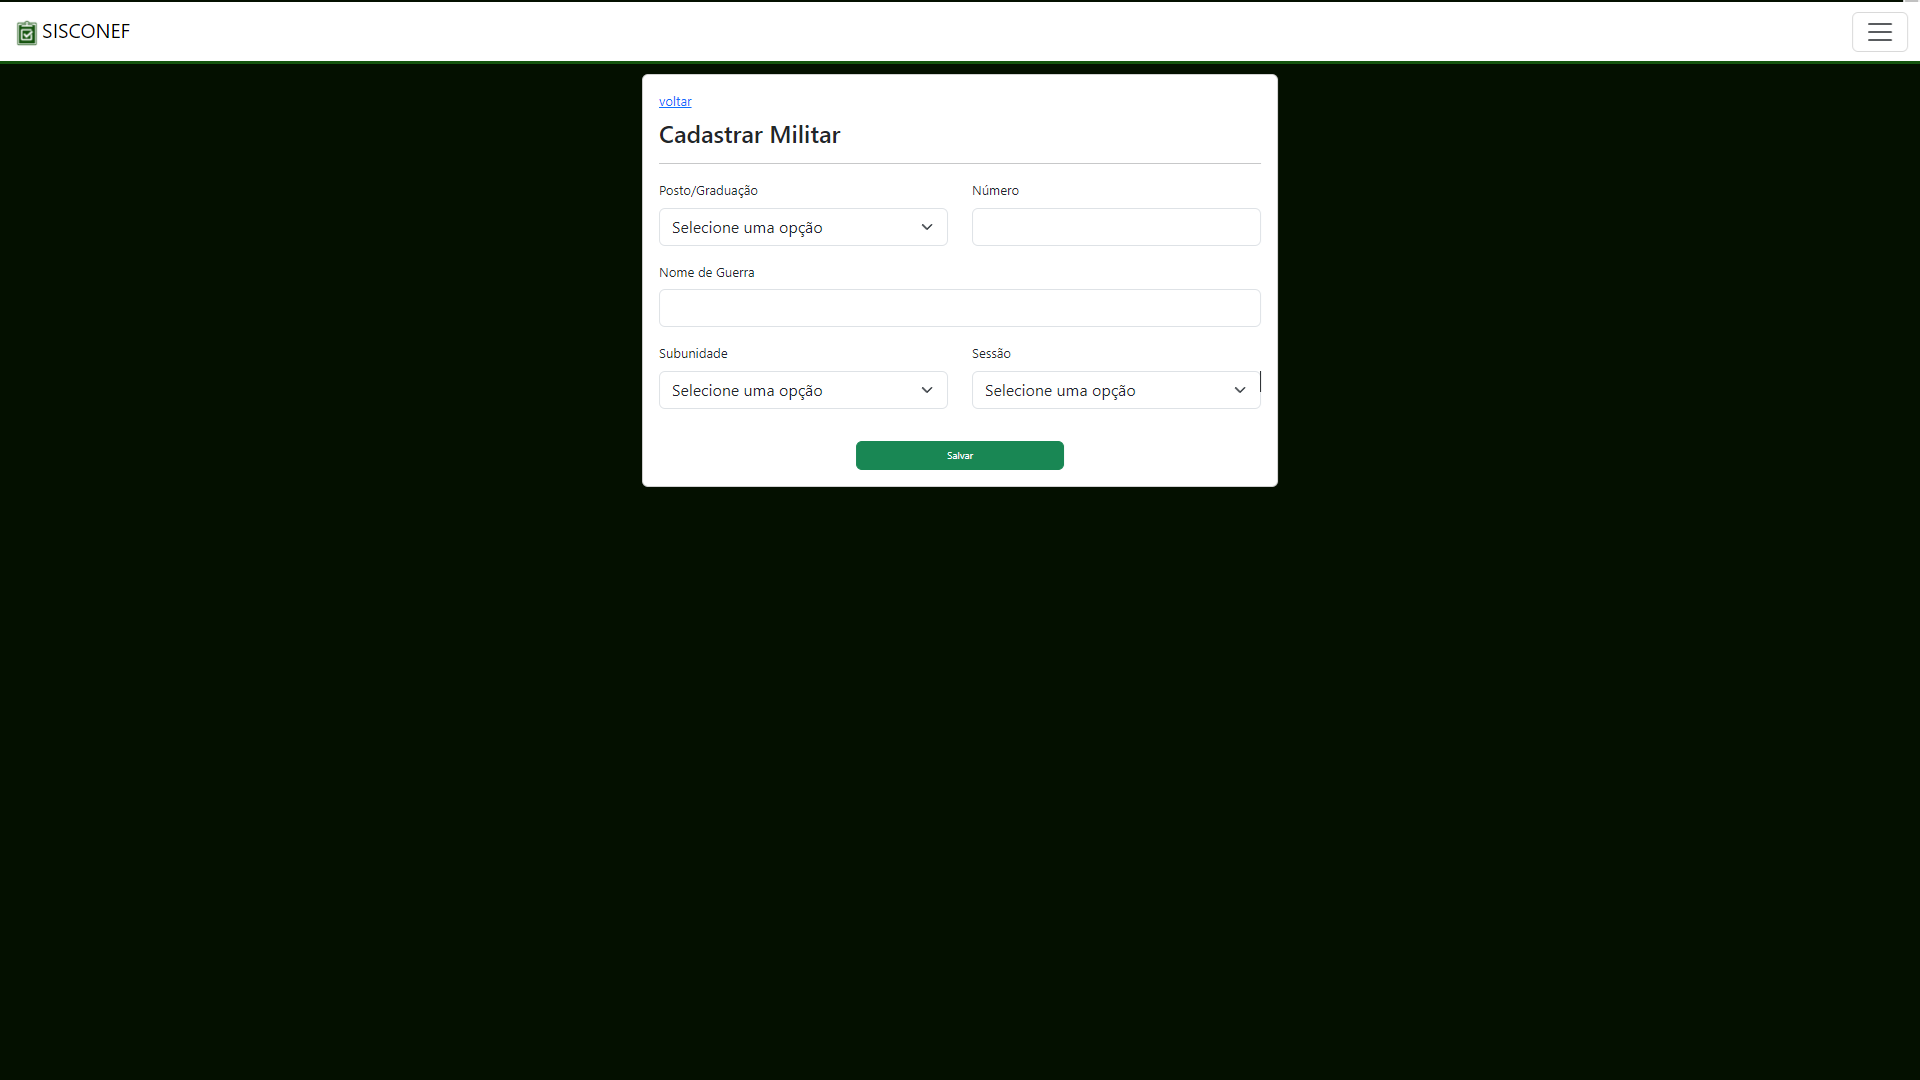 SISCONEF
voltar
Cadastrar Militar
Posto/Graduação Número
Selecione uma opção
Nome de Guerra
Subunidade Sessão
Selecione uma opção Selecione uma opção
Salvar